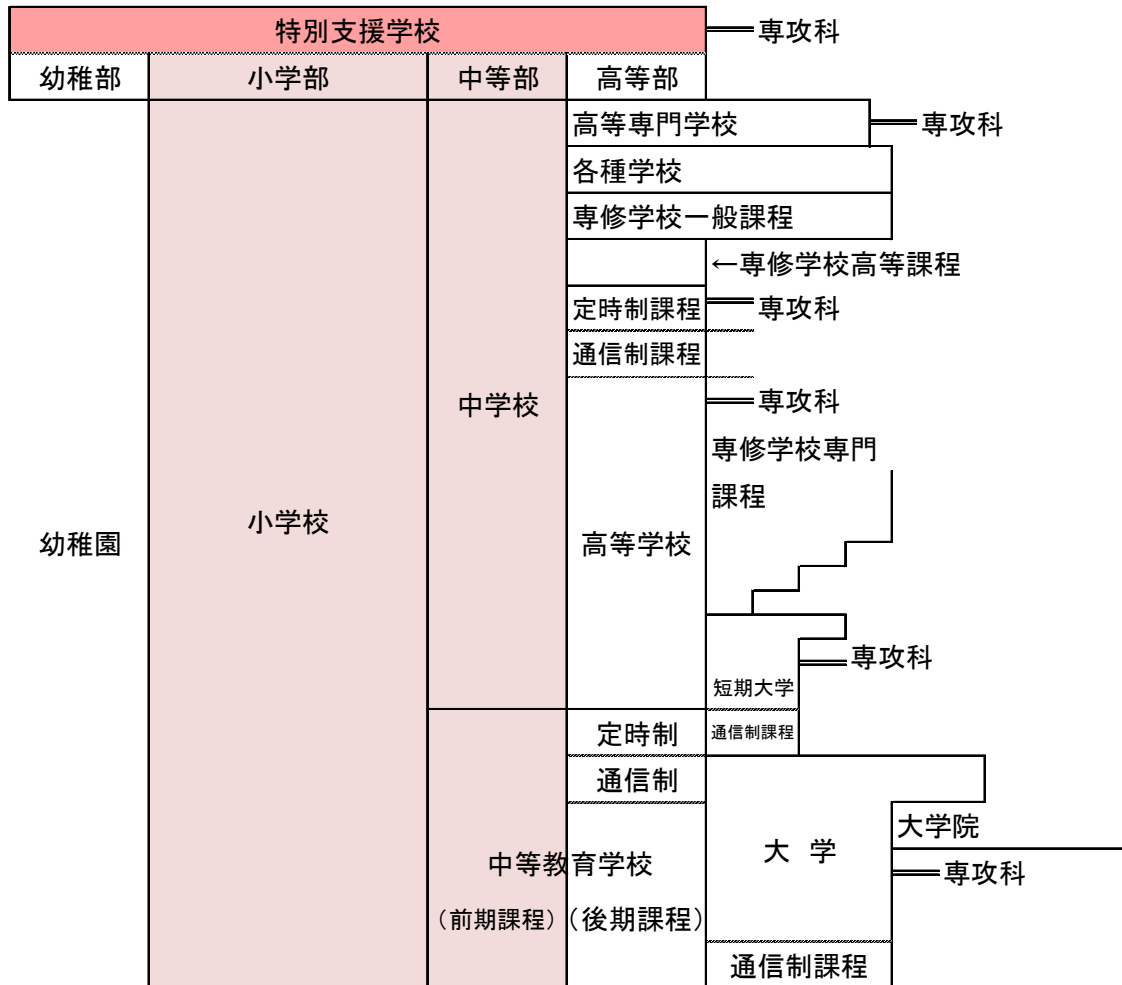 特別支援学校
専攻科
幼稚部
小学部
中等部
高等部
高等専門学校
専攻科
各種学校
専修学校一般課程
←専修学校高等課程
定時制課程
専攻科
通信制課程
中学校
専攻科
専修学校専門
課程
幼稚園
小学校
高等学校
専攻科
短期大学
定時制
通信制課程
通信制
大学
大学院
中等教育学校
専攻科
（前期課程）
（後期課程）
通信制課程